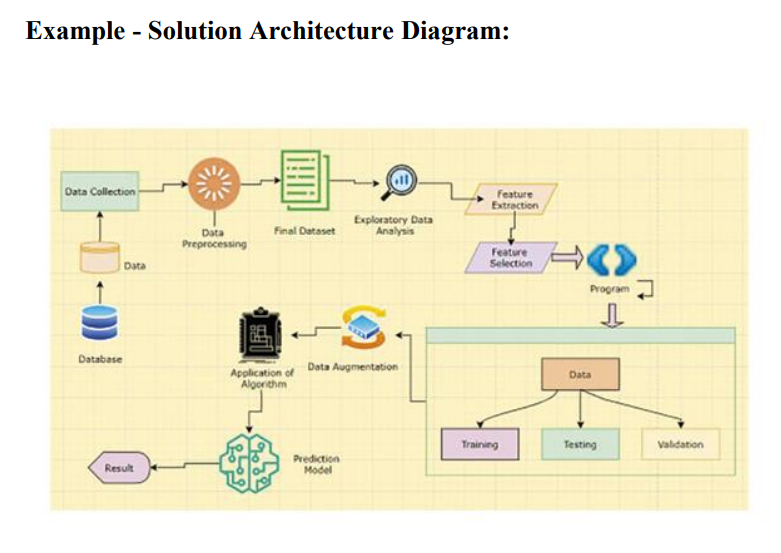 Example - Solution Architecture Diagram:
Data Collection
Data
Preprocessing
Final Dataset
Exploratory Data
Analysis
Feature
Extraction
Feature
Selection
Program
Data
Database
Data
Training
Testing
Validation
Data Augmentation
Application of
Algorithm
Prediction
Model
Result